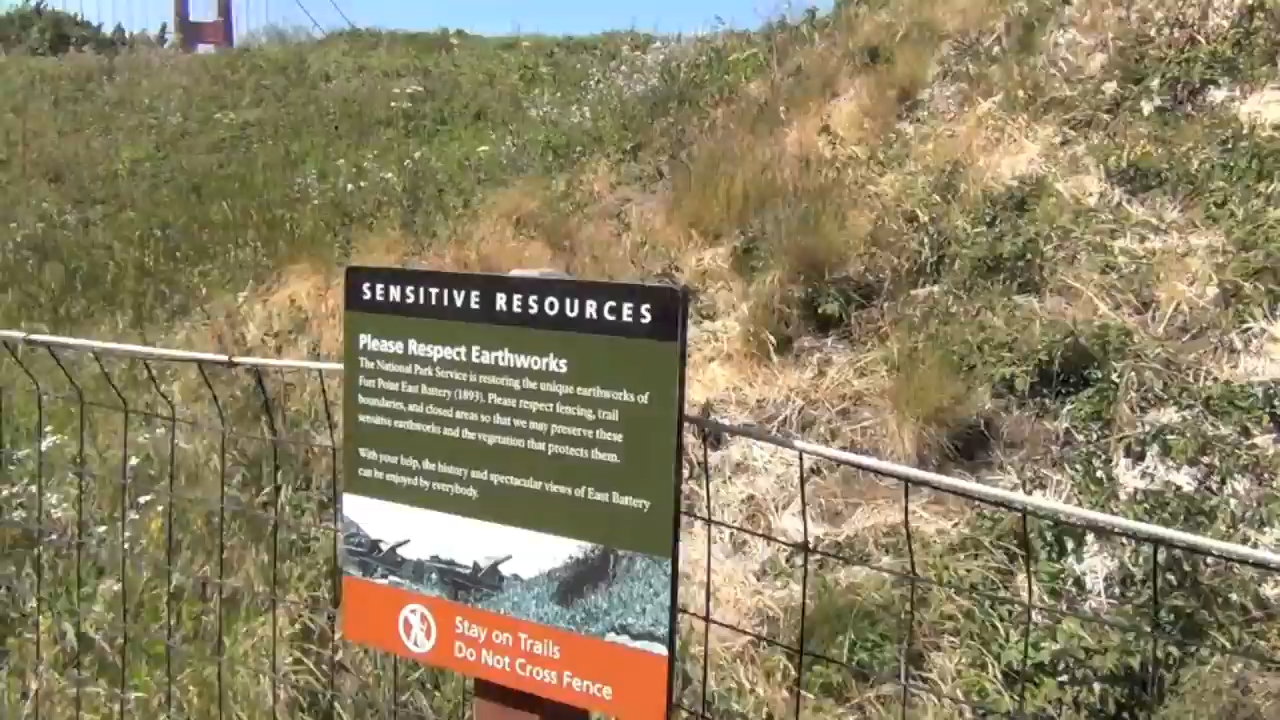 SENSITIVE RESOURCES
Please Respect Earthworks
The National Park Service is restoring the unique earthworks of
Fort Point East Battery (1893). Please respect fencing, trail
boundaries, and closed areas so that we may preserve these
sensitive earthworks and the vegetation that protects them.
With your help, the history and spectacular views of East Battery
can be enjoyed by everybody.
Stay on Trails
Do Not Cross Fence